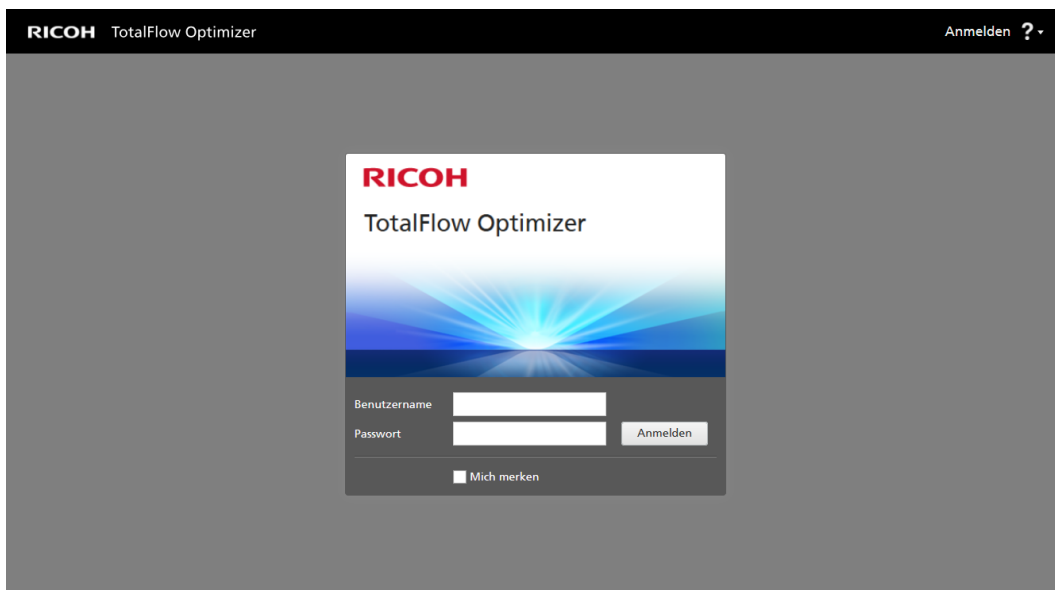 RICOH TotalFlow Optimizer Anmelden ?
RICOH
TotalFlow Optimizer
Benutzername
Passwort Anmelden
Mich merken